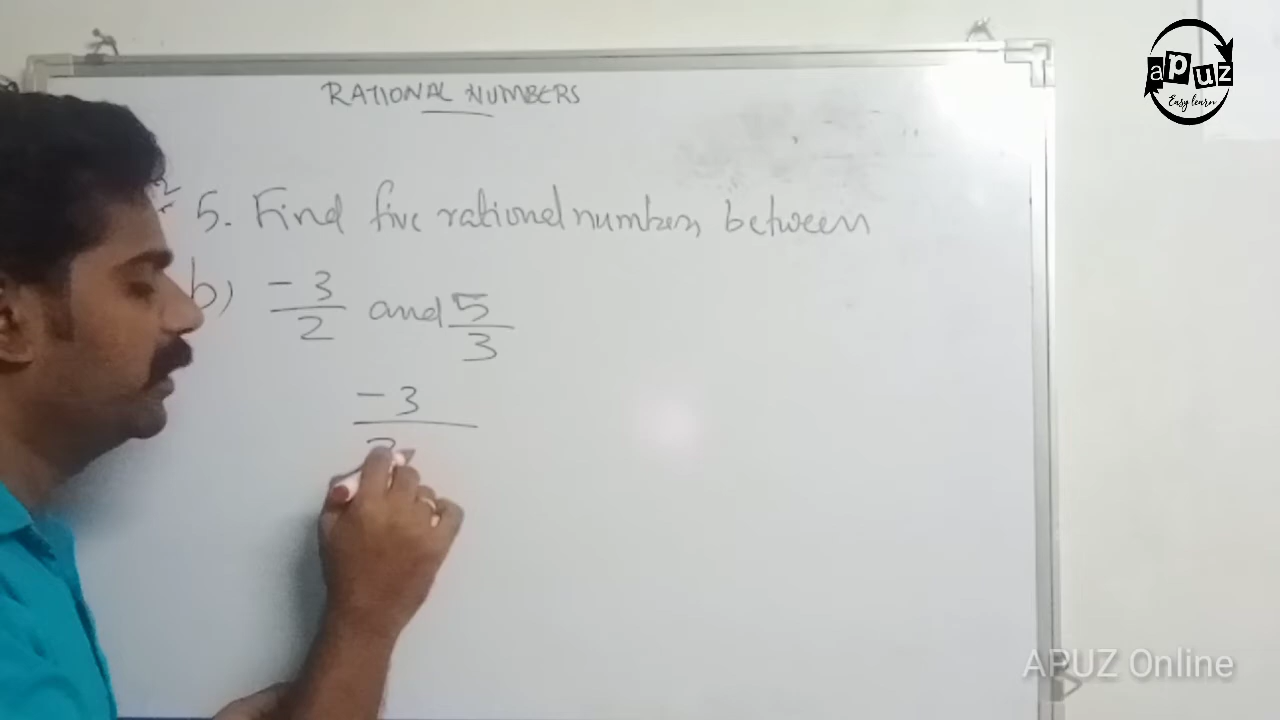 apuz
Easy learn
RATIONAL NUMBERS
5. Find five rational numbers between
b) -3/2 and 5/3
-3
APUZ Online